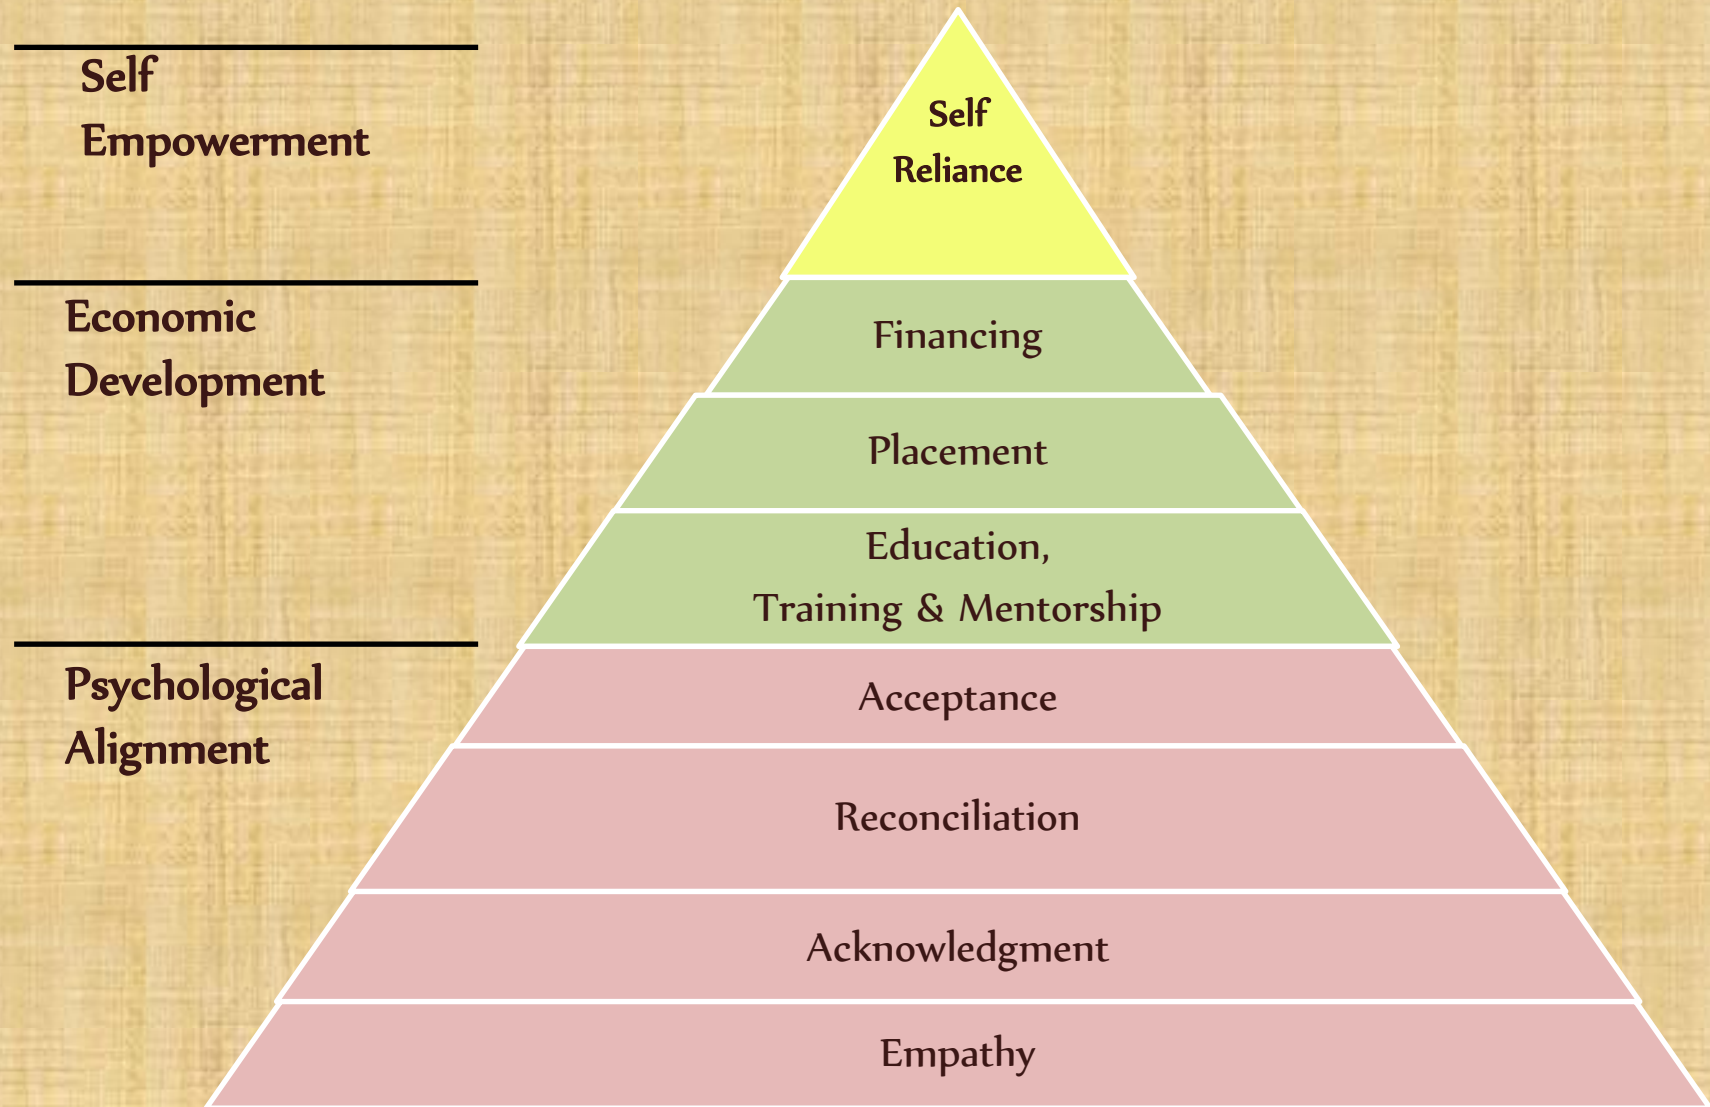 Self
Empowerment
Self
Reliance
Economic
Development
Financing
Placement
Education,
Training & Mentorship
Psychological
Alignment
Acceptance
Reconciliation
Acknowledgment
Empathy